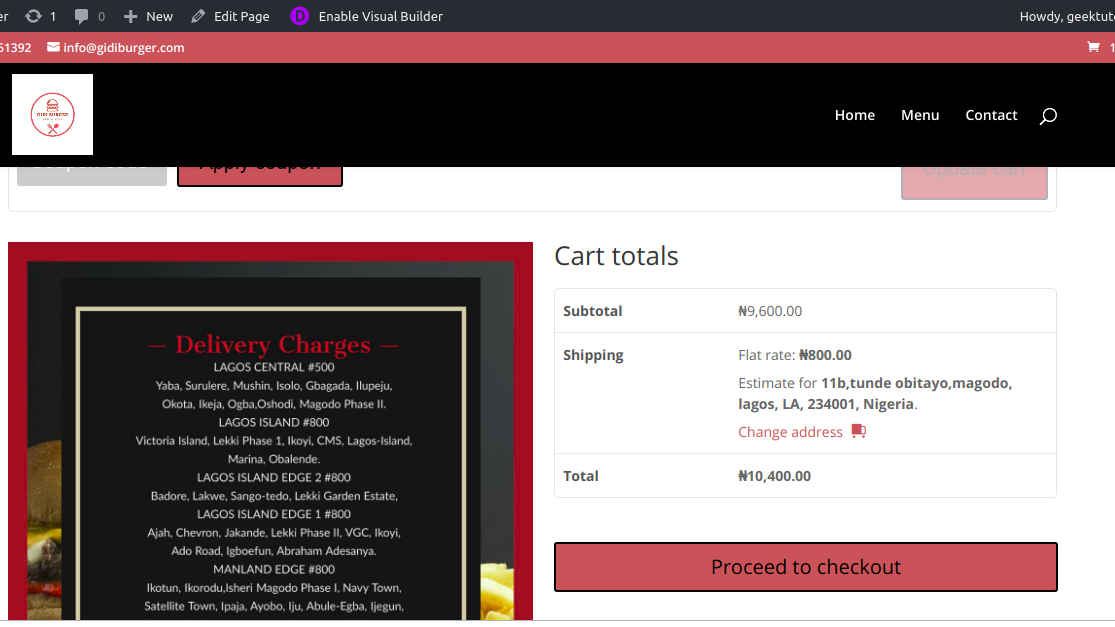 er 1 0 New Edit Page D Enable Visual Builder Howdy, geektut
61392 info@gidiburger.com 1
GIDI BURGER
Home Menu Contact
Apply coupon Update cart
Cart totals
Subtotal ₦9,600.00
Shipping Flat rate: ₦800.00
Estimate for 11b,tunde obitayo,magodo,
lagos, LA, 234001, Nigeria.
Change address
Total ₦10,400.00
Proceed to checkout
— Delivery Charges —
LAGOS CENTRAL #500
Yaba, Surulere, Mushin, Isolo, Gbagada, Ilupeju,
Okota, Ikeja, Ogba,Oshodi, Magodo Phase II.
LAGOS ISLAND #800
Victoria Island, Lekki Phase 1, Ikoyi, CMS, Lagos-Island,
Marina, Obalende.
LAGOS ISLAND EDGE 2 #800
Badore, Lakwe, Sango-tedo, Lekki Garden Estate,
LAGOS ISLAND EDGE 1 #800
Ajah, Chevron, Jakande, Lekki Phase II, VGC, Ikoyi,
Ado Road, Igboefun, Abraham Adesanya.
MANLAND EDGE #800
Ikotun, Ikorodu,Isheri Magodo Phase I, Navy Town,
Satellite Town, Ipaja, Ayobo, Iju, Abule-Egba, Ijegun,